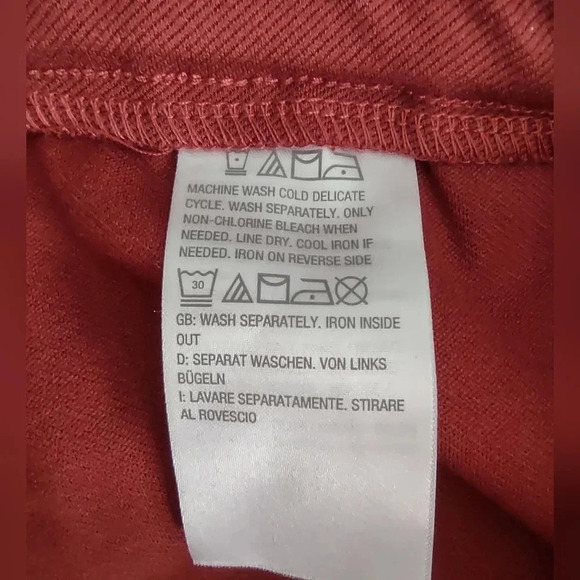 MACHINE WASH COLD DELICATE
CYCLE. WASH SEPARATELY. ONLY
NON-CHLORINE BLEACH WHEN
NEEDED. LINE DRY. COOL IRON IF
NEEDED. IRON ON REVERSE SIDE
30
GB: WASH SEPARATELY. IRON INSIDE
OUT
D: SEPARAT WASCHEN. VON LINKS
BÜGELN
I: LAVARE SEPARATAMENTE. STIRARE
AL ROVESCIO